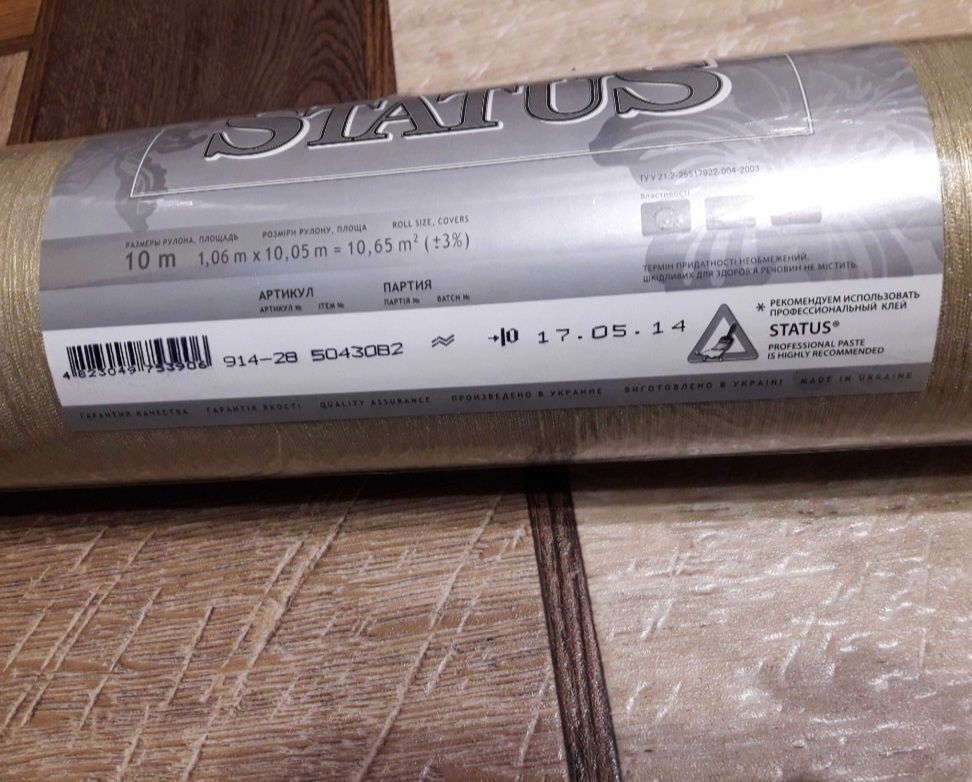 STATUS
ТУ У 21.2-25517922-004-2003
Властивості
РАЗМЕРЫ РУЛОНА, ПЛОЩАДЬ РОЗМІРИ РУЛОНУ, ПЛОЩА ROLL SIZE, COVERS
10 m 1,06 m x 10,05 m = 10,65 m² (±3%)
ТЕРМІН ПРИДАТНОСТІ НЕОБМЕЖЕНИЙ.
ШКІДЛИВИХ ДЛЯ ЗДОРОВ'Я РЕЧОВИН НЕ МІСТИТЬ.
АРТИКУЛ ПАРТИЯ
АРТИКУЛ № ITEM № ПАРТІЯ № BATCH №
* РЕКОМЕНДУЕМ ИСПОЛЬЗОВАТЬ
ПРОФЕССИОНАЛЬНЫЙ КЛЕЙ
STATUS®
PROFESSIONAL PASTE
IS HIGHLY RECOMMENDED
4823049753906 914-28 50430B2 17.05.14
ГАРАНТИЯ КАЧЕСТВА ГАРАНТІЯ ЯКОСТІ QUALITY ASSURANCE ПРОИЗВЕДЕНО В УКРАИНЕ ВИГОТОВЛЕНО В УКРАЇНІ MADE IN UKRAINE